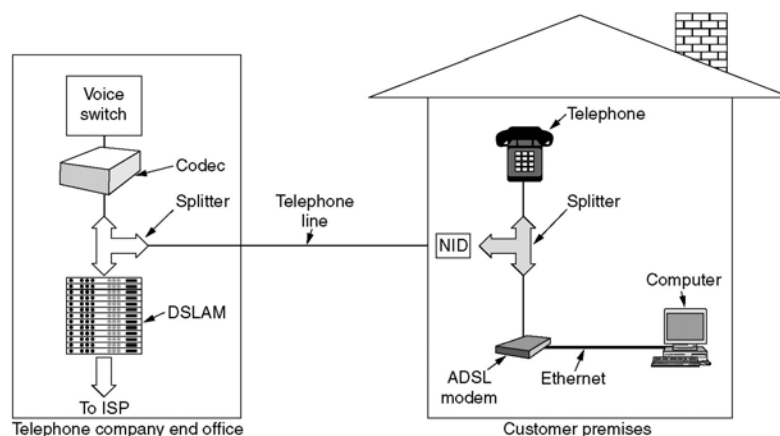 Voice
switch
Codec
Splitter
DSLAM
To ISP
Telephone company end office
Telephone
line
NID
Telephone
Splitter
Computer
ADSL
modem
Ethernet
Customer premises